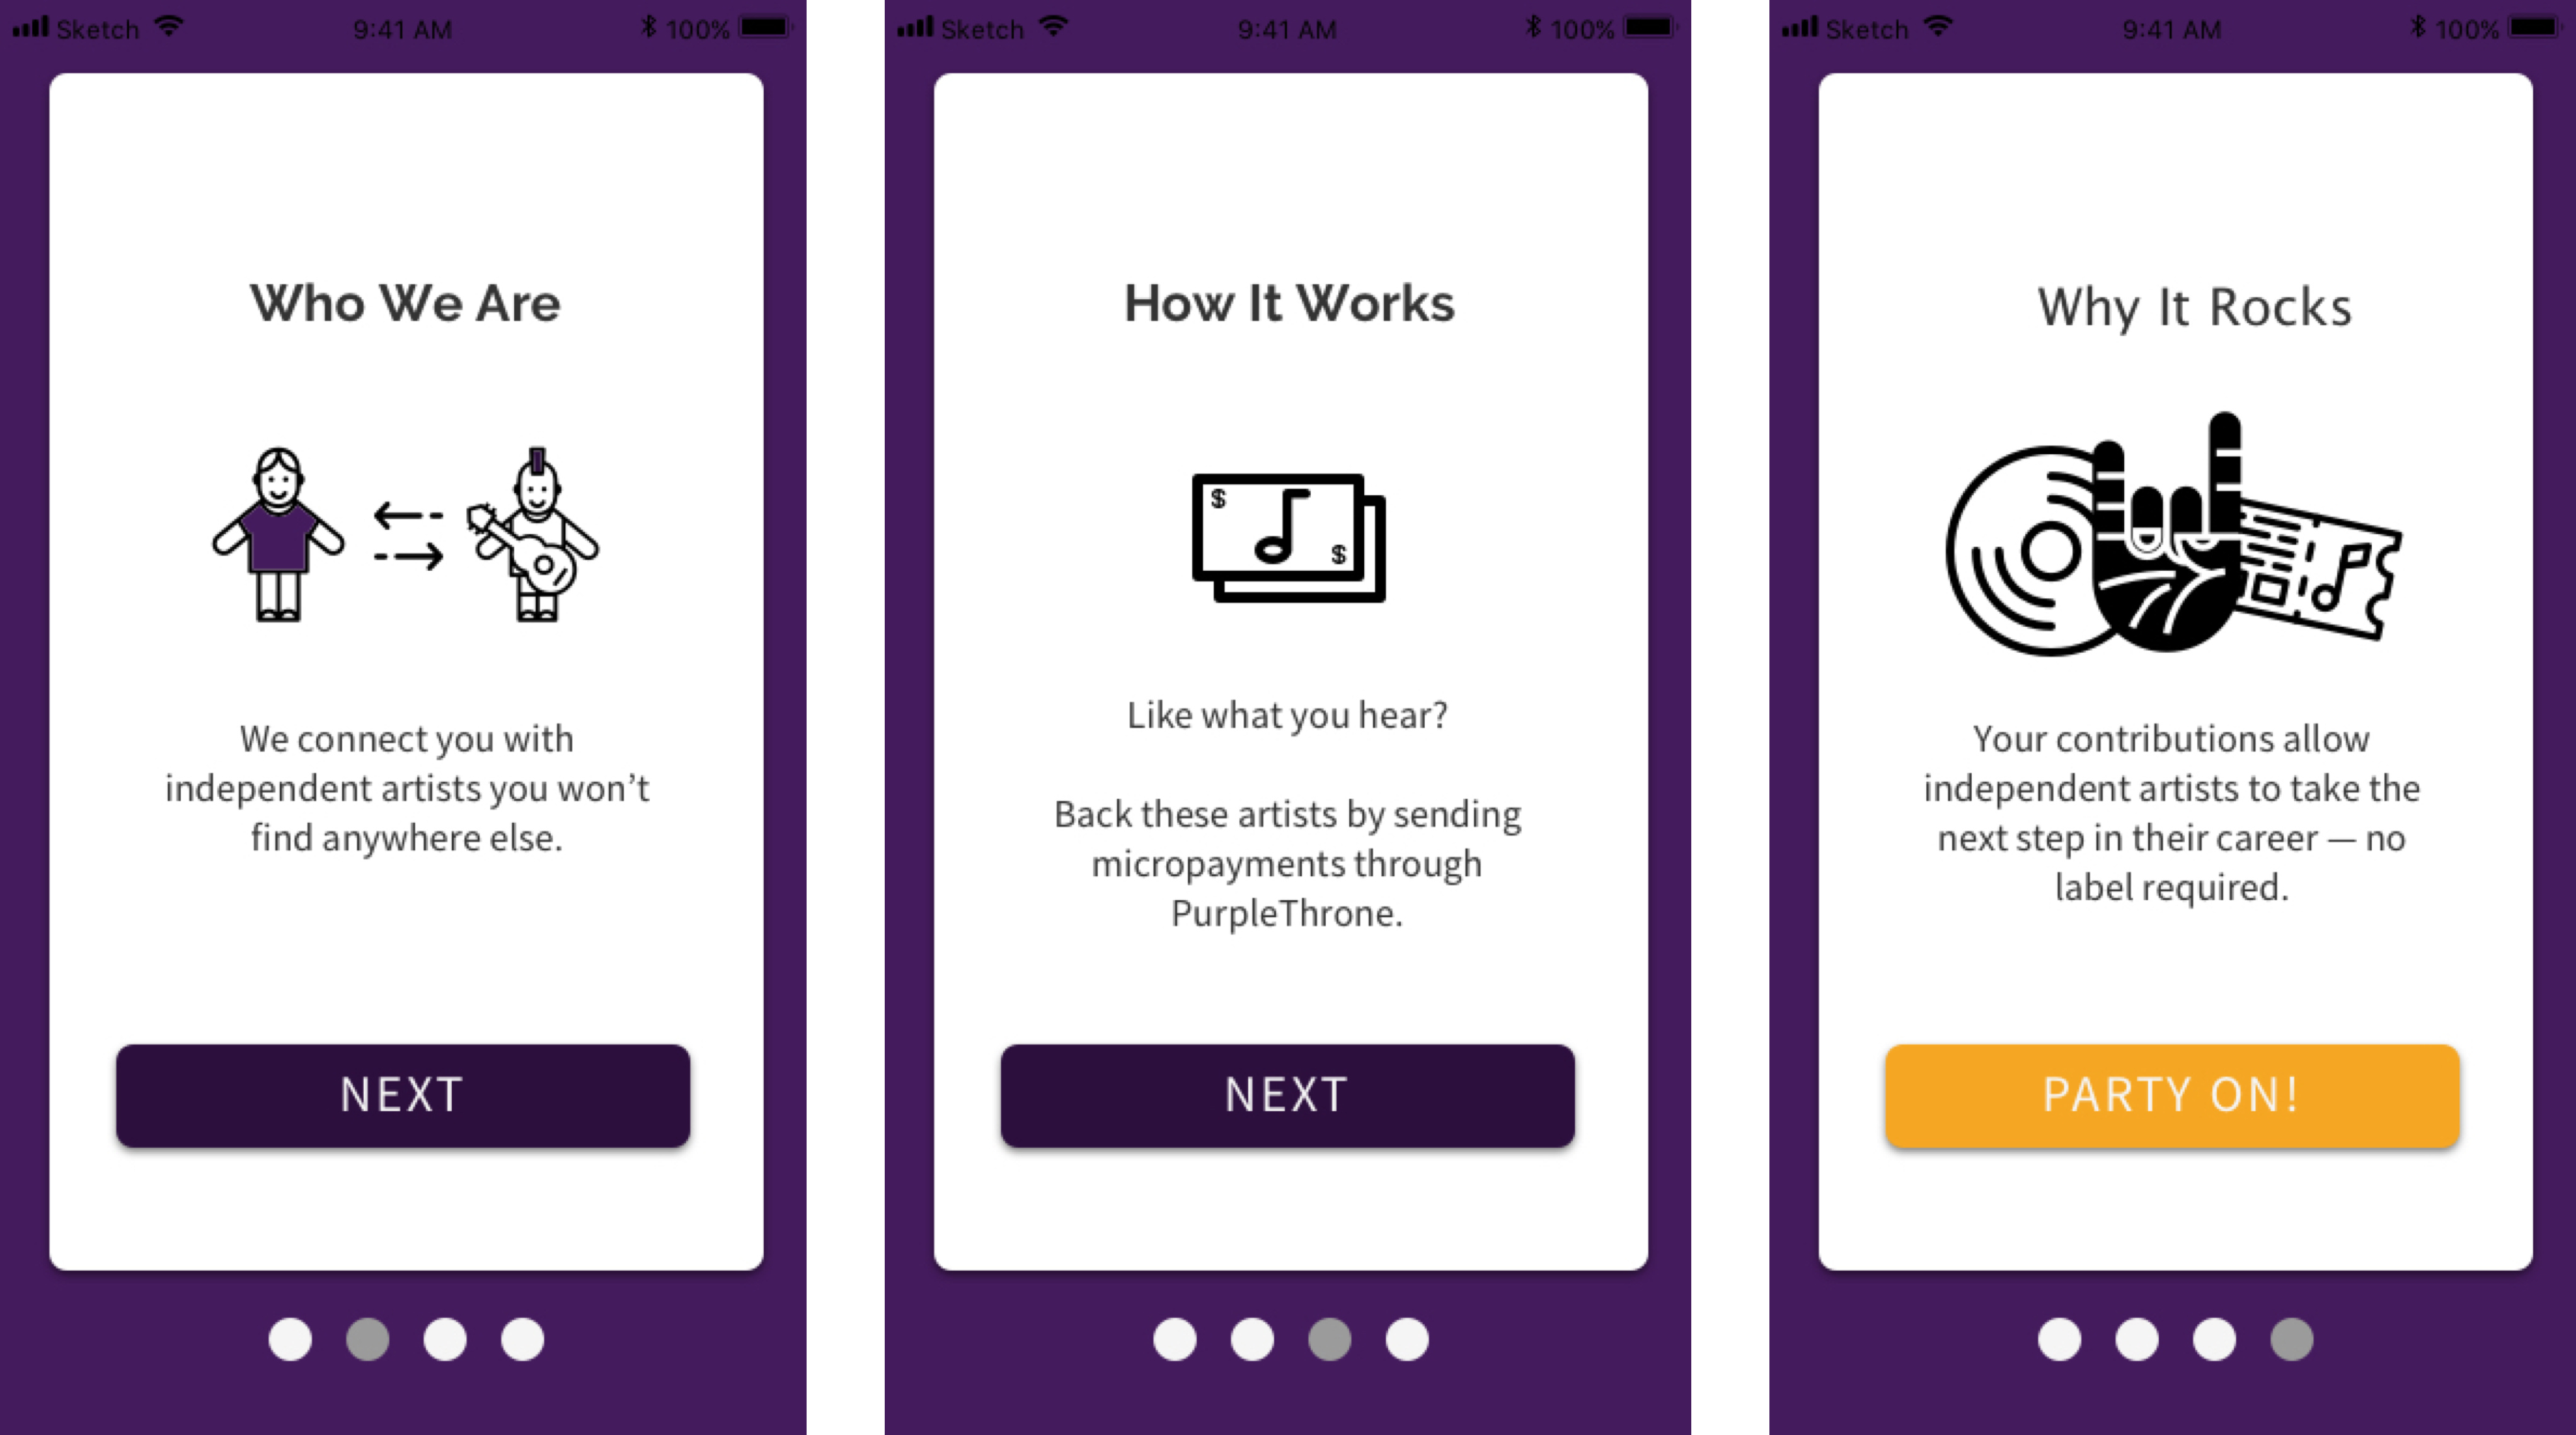 Sketch 9:41 AM 100%
Who We Are
We connect you with
independent artists you won’t
find anywhere else.
NEXT
Sketch 9:41 AM 100%
How It Works
$
$
Like what you hear?
Back these artists by sending
micropayments through
PurpleThrone.
NEXT
Sketch 9:41 AM 100%
Why It Rocks
Your contributions allow
independent artists to take the
next step in their career — no
label required.
PARTY ON!